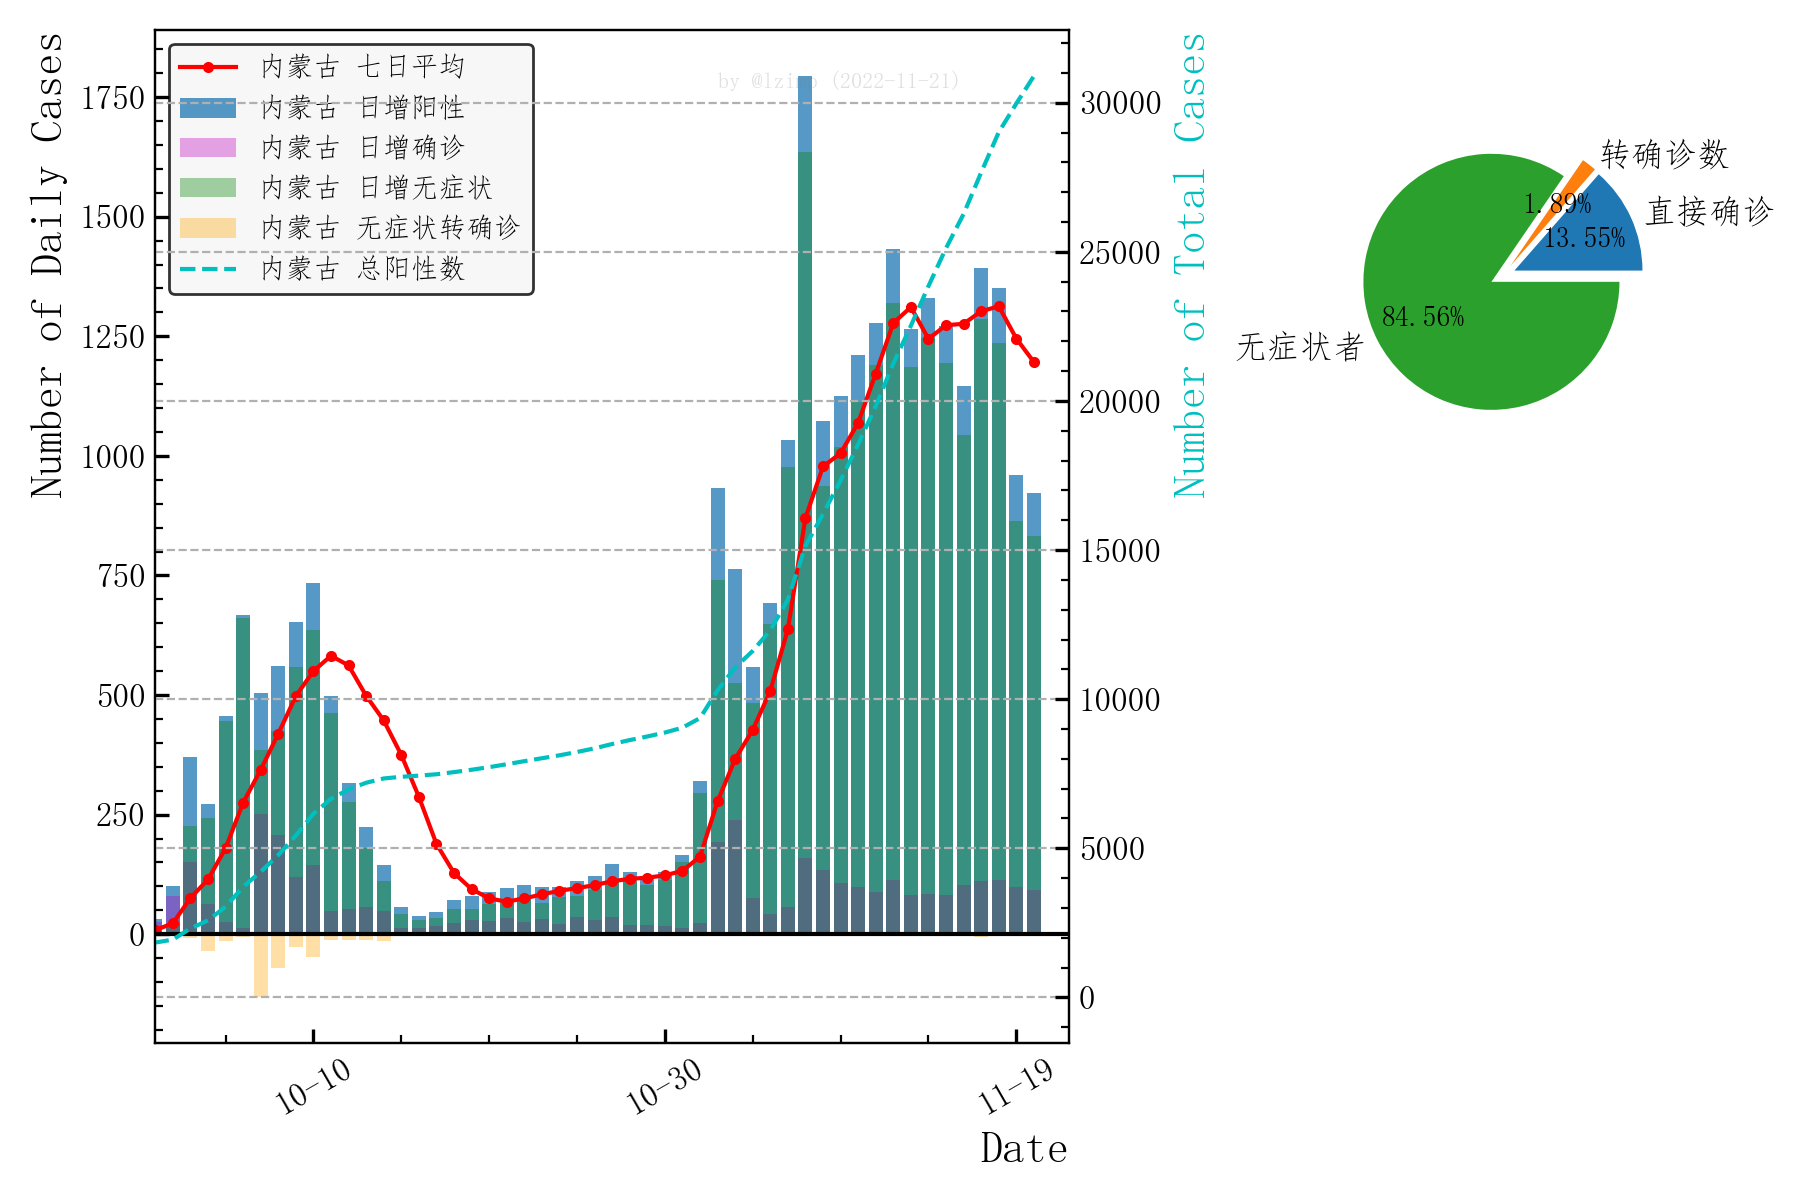 Number of Daily Cases
1750
1500
1250
1000
750
500
250
0
内蒙古 七日平均
内蒙古 日增阳性
内蒙古 日增确诊
内蒙古 日增无症状
内蒙古 无症状转确诊
内蒙古 总阳性数
(2022-11-21)
by
30000
25000
20000
15000
10000
5000
0
Number of Total Cases
10-10
10-30
11-19
Date
转确诊数
1.89%
直接确诊
13.55%
84.56%
无症状者